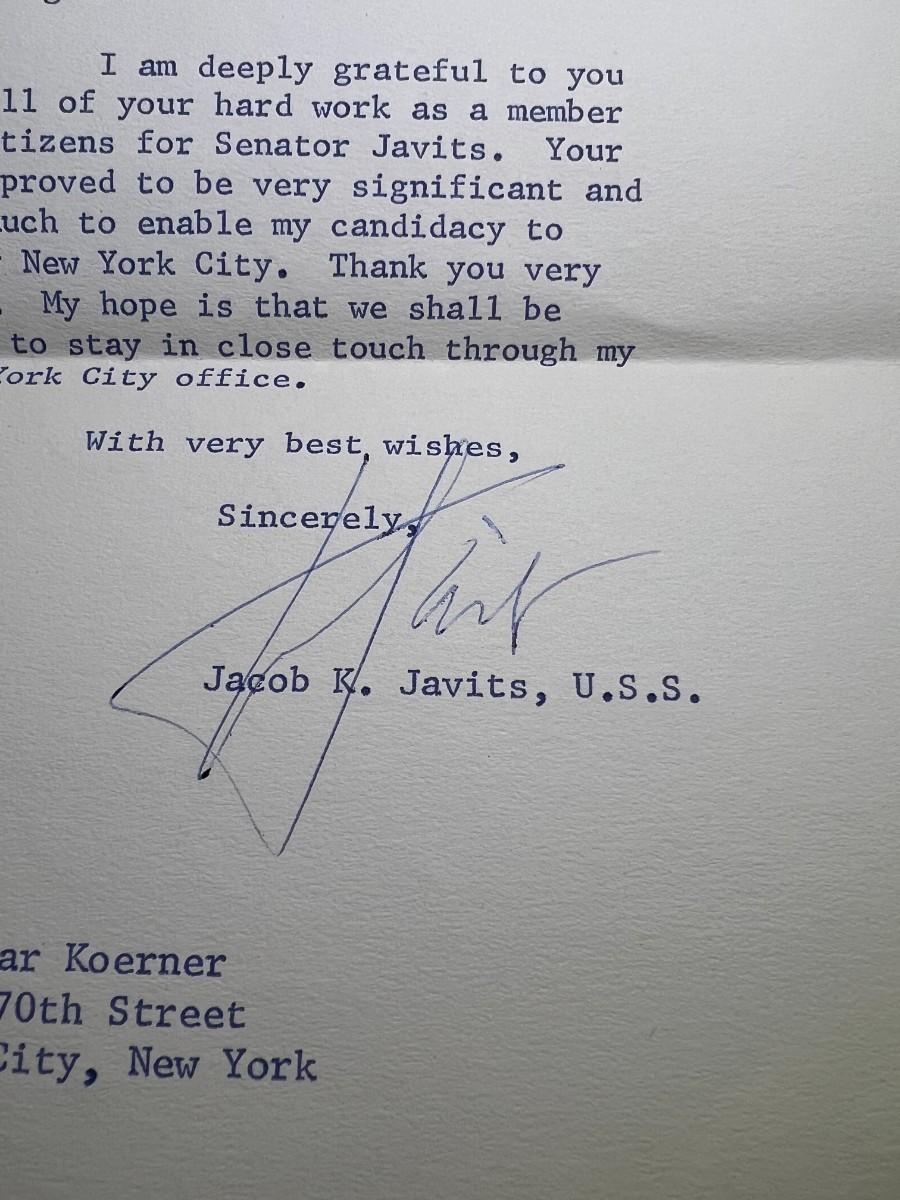 I am deeply grateful to you
ll of your hard work as a member
tizens for Senator Javits. Your
proved to be very significant and
uch to enable my candidacy to
New York City. Thank you very
. My hope is that we shall be
to stay in close touch through my
York City office.
With very best wishes,
Sincerely,
Jacob K. Javits, U.S.S.
ar Koerner
70th Street
City, New York